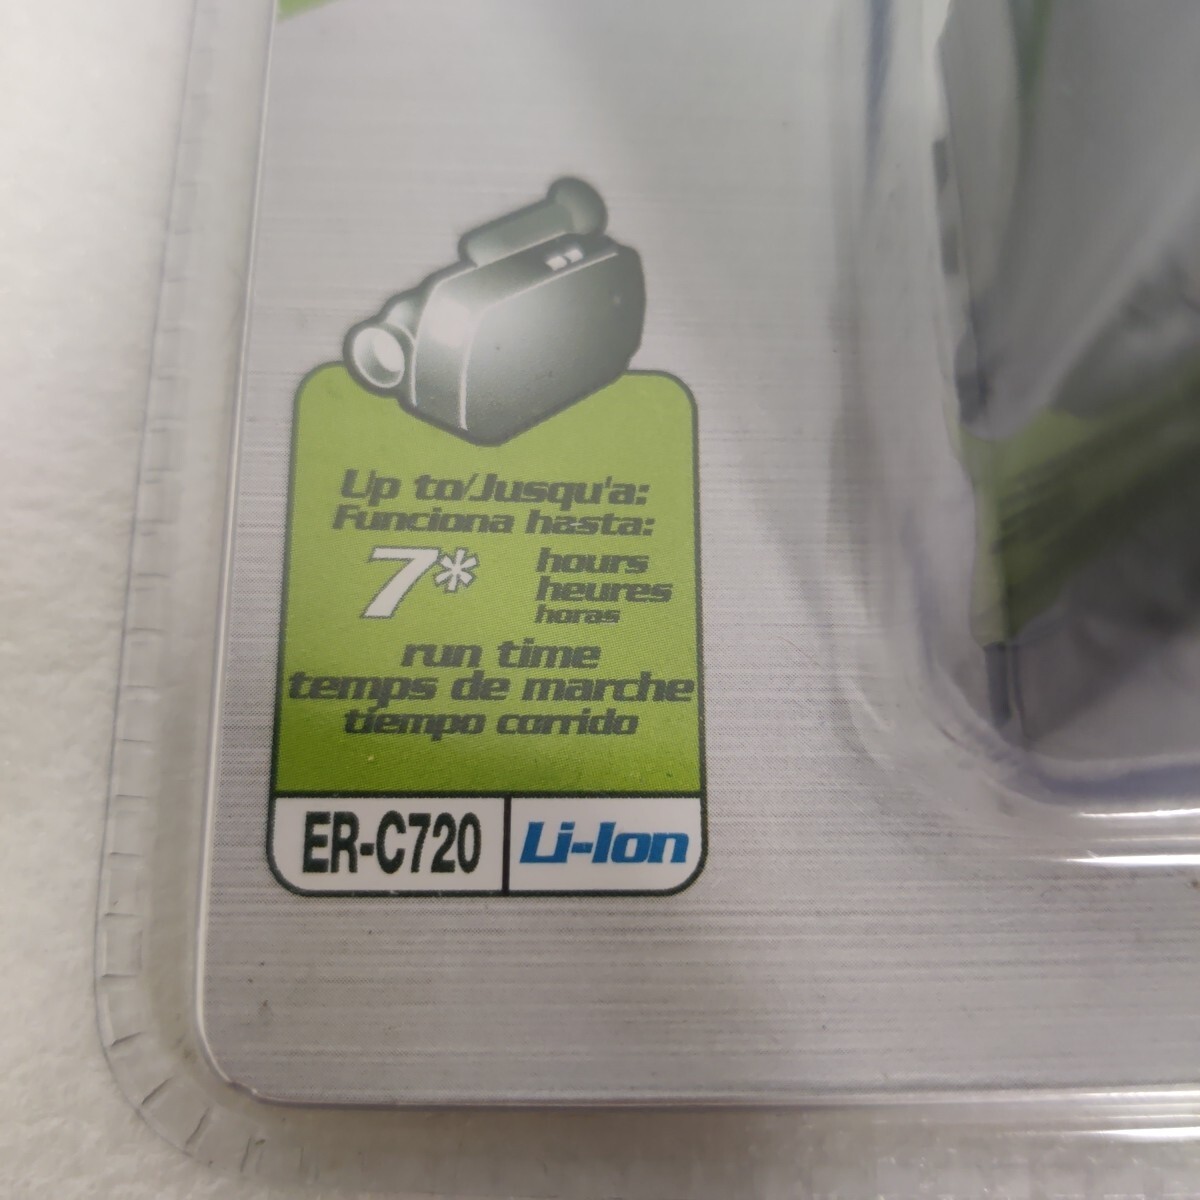 Up to/Jusqu'a:
Funciona hasta:
7* hours
heures
horas
run time
temps de marche
tiempo corrido
ER-C720 Li-Ion